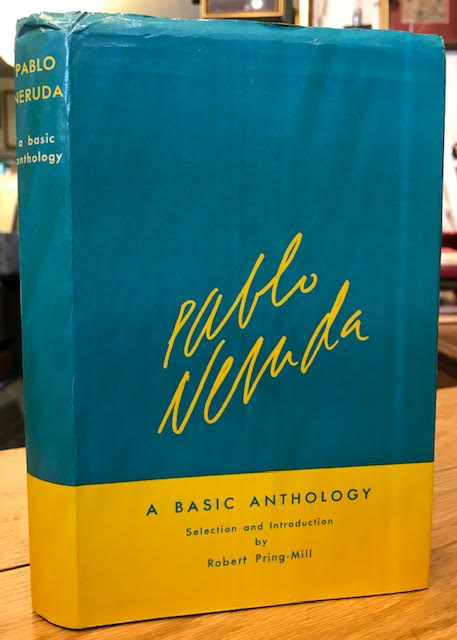 PABLO
NERUDA
a basic
anthology
Pablo
Neruda
A BASIC ANTHOLOGY
Selection and Introduction
by
Robert Pring-Mill